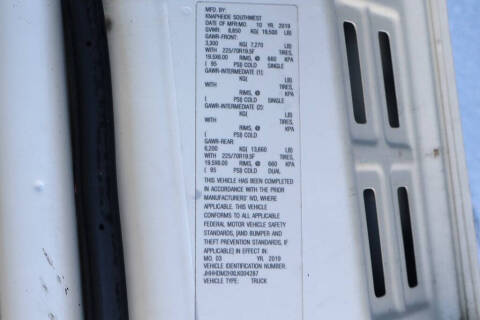 MFD. BY:
KNAPHEIDE SOUTHWEST
DATE OF MFR:MO. 10 YR. 2019
GVWR: 8,850 KG( 19,500 LB)
GAWR-FRONT:
3,300 KG( 7,270 LB)
WITH 225/70R19.5F TIRES,
19.5X6.00 RIMS, @ 660 KPA
( 95 PSI) COLD SINGLE
GAWR-INTERMEDIATE (1):
KG( LB)
WITH TIRES,
RIMS, @ KPA
( PSI) COLD SINGLE
GAWR-INTERMEDIATE (2):
KG( LB)
WITH TIRES,
RIMS, @ KPA
( PSI) COLD
GAWR-REAR:
6,200 KG( 13,660 LB)
WITH 225/70R19.5F TIRES,
19.5X6.00 RIMS, @ 660 KPA
( 95 PSI) COLD DUAL
THIS VEHICLE HAS BEEN COMPLETED
IN ACCORDANCE WITH THE PRIOR
MANUFACTURERS' IVD, WHERE
APPLICABLE. THIS VEHICLE
CONFORMS TO ALL APPLICABLE
FEDERAL MOTOR VEHICLE SAFETY
STANDARDS, [AND BUMPER AND
THEFT PREVENTION STANDARDS, IF
APPLICABLE] IN EFFECT IN:
MO. 03 YR. 2019
VEHICLE IDENTIFICATION NUMBER:
VEHICLE TYPE: TRUCK